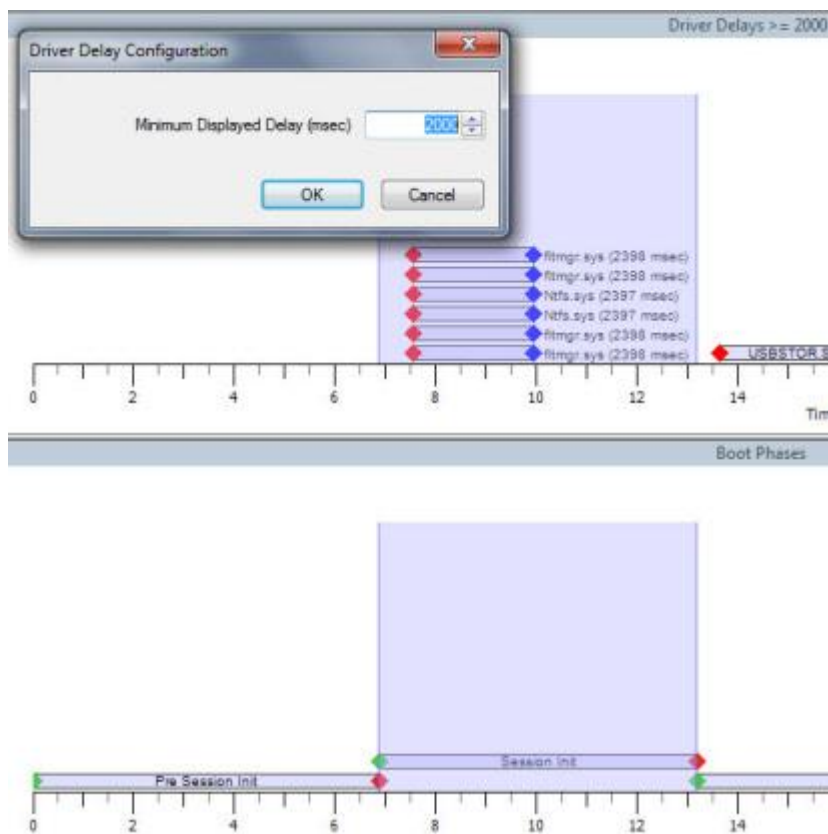 Driver Delays >= 2000
Driver Delay Configuration
Minimum Displayed Delay (msec)
2000
OK
Cancel
fltmgr.sys (2398 msec)
fltmgr.sys (2398 msec)
Ntfs.sys (2397 msec)
Ntfs.sys (2397 msec)
fltmgr.sys (2398 msec)
fltmgr.sys (2398 msec)
USBSTOR.S
0 2 4 6 8 10 12 14
Tim
Boot Phases
Session Init
Pre Session Init
0 2 4 6 8 10 12 14